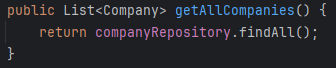 public List<Company> getAllCompanies() {
    return companyRepository.findAll();
}